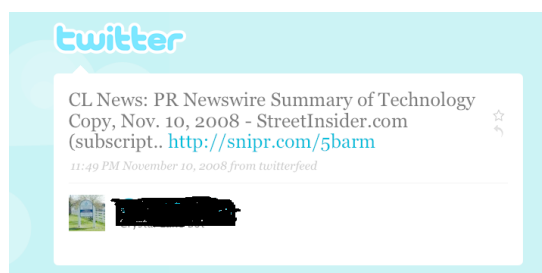 twitter
CL News: PR Newswire Summary of Technology
Copy, Nov. 10, 2008 - StreetInsider.com
(subscript.. http://snipr.com/5barm
11:49 PM November 10, 2008 from twitterfeed